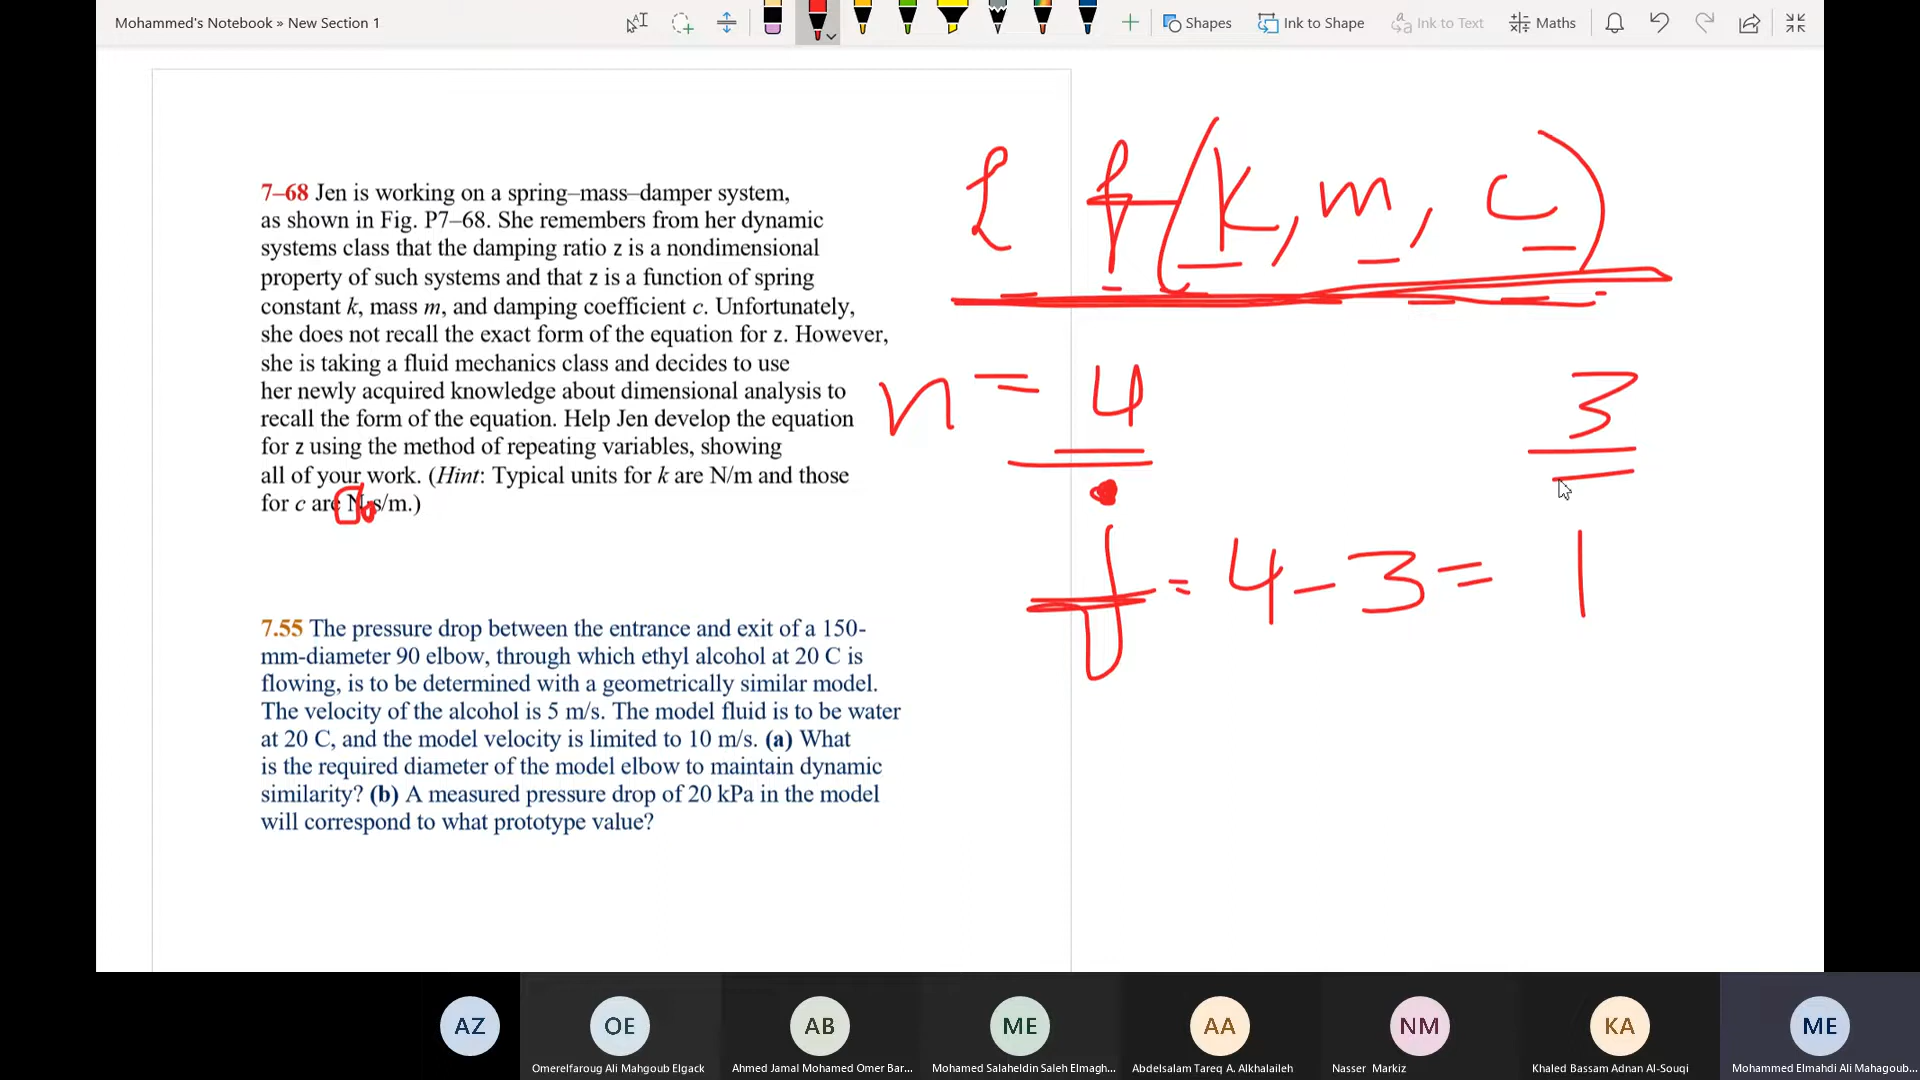 Mohammed's Notebook » New Section 1
Shapes
Ink to Shape
Ink to Text
Maths
7–68 Jen is working on a spring–mass–damper system,
as shown in Fig. P7–68. She remembers from her dynamic
systems class that the damping ratio z is a nondimensional
property of such systems and that z is a function of spring
constant k, mass m, and damping coefficient c. Unfortunately,
she does not recall the exact form of the equation for z. However,
she is taking a fluid mechanics class and decides to use
her newly acquired knowledge about dimensional analysis to
recall the form of the equation. Help Jen develop the equation
for z using the method of repeating variables, showing
all of your work. (Hint: Typical units for k are N/m and those
for c are N·s/m.)
7.55 The pressure drop between the entrance and exit of a 150-
mm-diameter 90 elbow, through which ethyl alcohol at 20 C is
flowing, is to be determined with a geometrically similar model.
The velocity of the alcohol is 5 m/s. The model fluid is to be water
at 20 C, and the model velocity is limited to 10 m/s. (a) What
is the required diameter of the model elbow to maintain dynamic
similarity? (b) A measured pressure drop of 20 kPa in the model
will correspond to what prototype value?
f(k, m, c)
n = 4
3
= 4 - 3 = 1
AZ
OE
Omerelfaroug Ali Mahgoub Elgack
AB
Ahmed Jamal Mohamed Omer Bar...
ME
Mohamed Salaheldin Saleh Elmagh...
AA
Abdelsalam Tareq A. Alkhalaileh
NM
Nasser Markiz
KA
Khaled Bassam Adnan Al-Souqi
ME
Mohammed Elmahdi Ali Mahagoub...